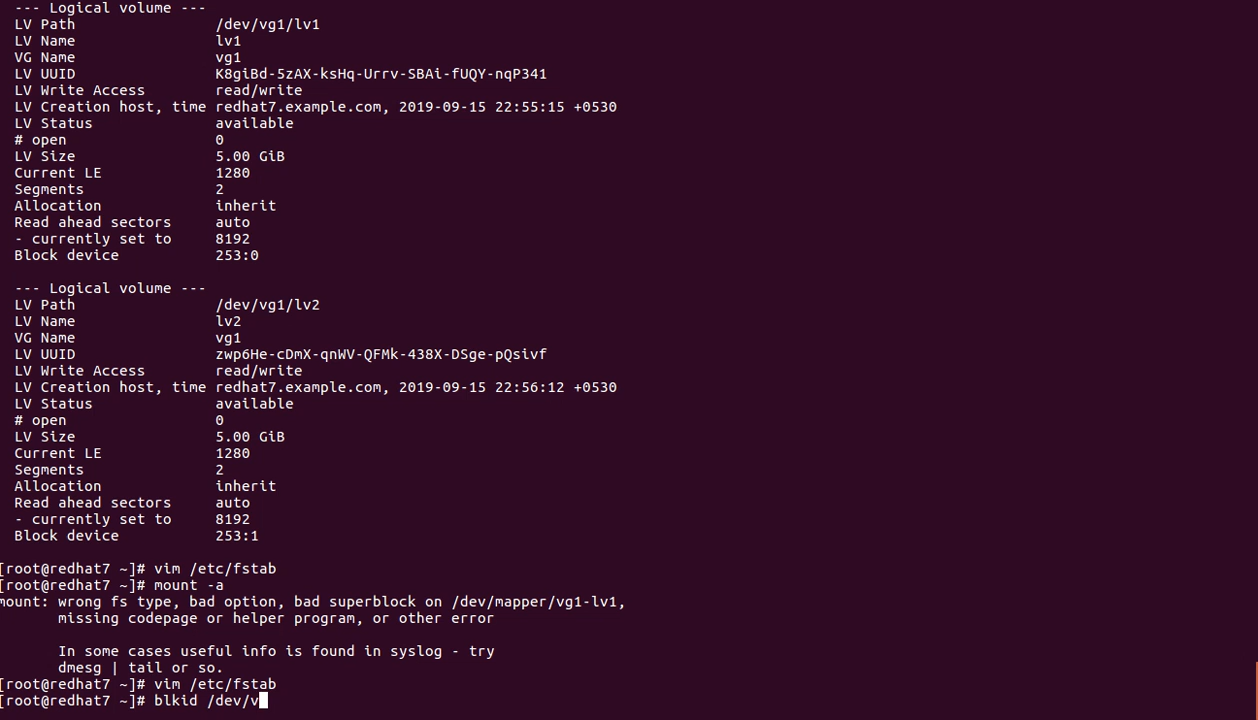 --- Logical volume ---
LV Path                /dev/vg1/lv1
LV Name                lv1
VG Name                vg1
LV UUID                K8giBd-5zAX-ksHq-Urrv-SBAi-fUQY-nqP341
LV Write Access        read/write
LV Creation host, time redhat7.example.com, 2019-09-15 22:55:15 +0530
LV Status              available
# open                 0
LV Size                5.00 GiB
Current LE             1280
Segments               2
Allocation             inherit
Read ahead sectors     auto
- currently set to     8192
Block device           253:0
--- Logical volume ---
LV Path                /dev/vg1/lv2
LV Name                lv2
VG Name                vg1
LV UUID                zwp6He-cDmX-qnWV-QFMk-438X-DSge-pQsivf
LV Write Access        read/write
LV Creation host, time redhat7.example.com, 2019-09-15 22:56:12 +0530
LV Status              available
# open                 0
LV Size                5.00 GiB
Current LE             1280
Segments               2
Allocation             inherit
Read ahead sectors     auto
- currently set to     8192
Block device           253:1
[root@redhat7 ~]# vim /etc/fstab
[root@redhat7 ~]# mount -a
mount: wrong fs type, bad option, bad superblock on /dev/mapper/vg1-lv1,
missing codepage or helper program, or other error
In some cases useful info is found in syslog - try
dmesg | tail or so.
[root@redhat7 ~]# vim /etc/fstab
[root@redhat7 ~]# blkid /dev/v